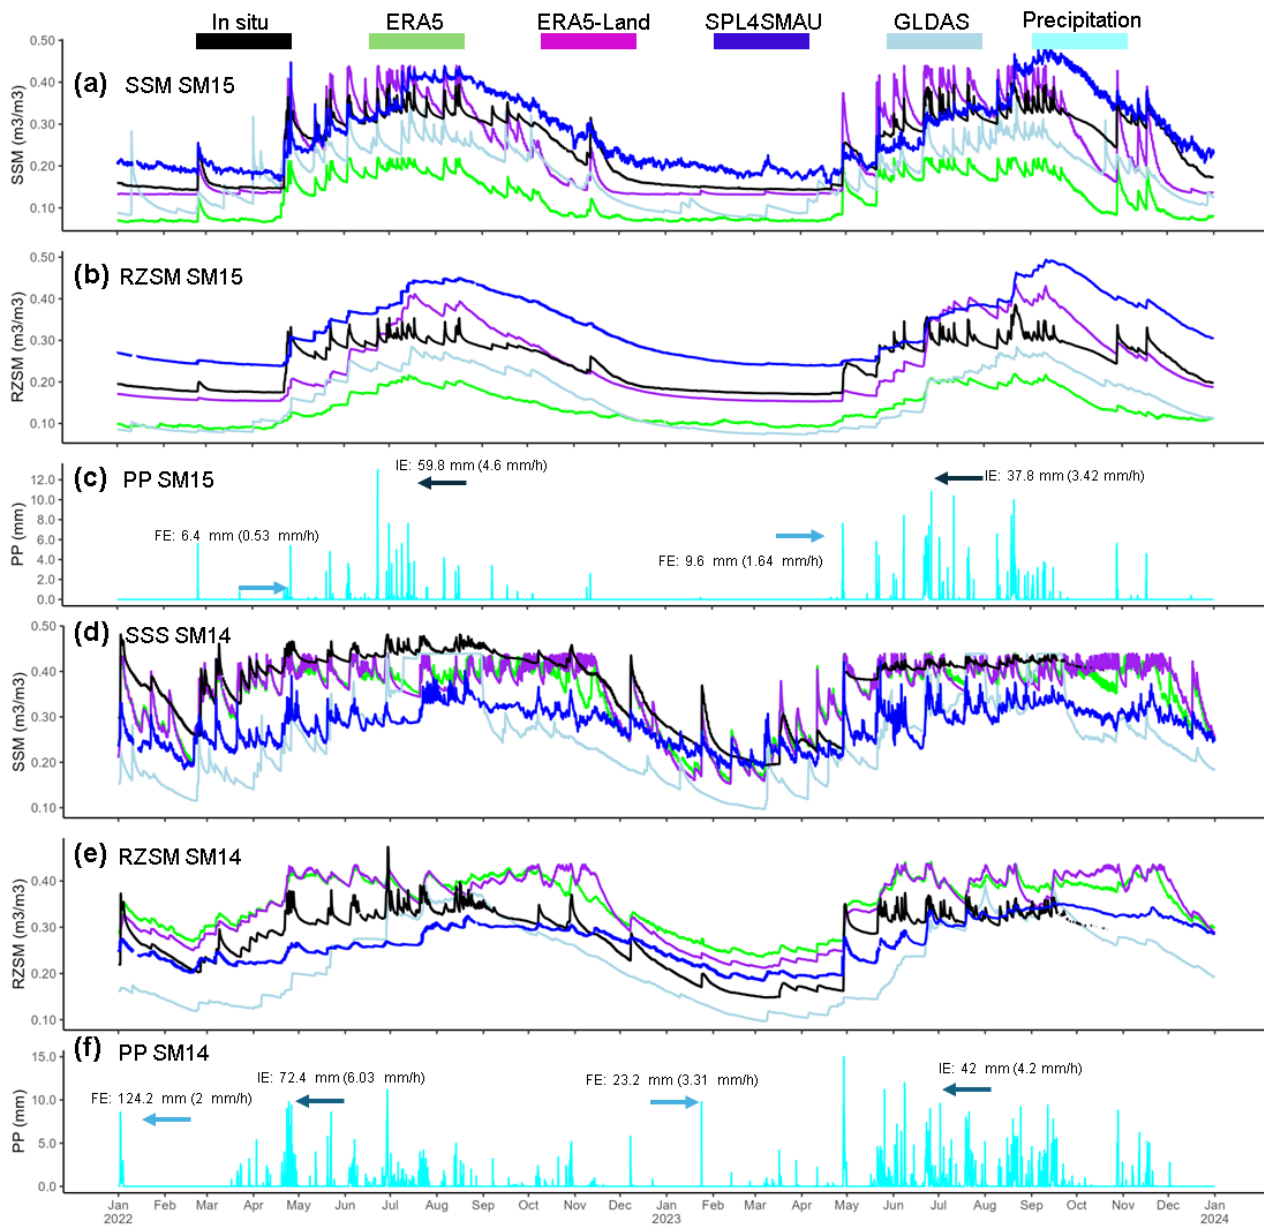 In situ ERA5 ERA5-Land SPL4SMAU GLDAS Precipitation
(a) SSM SM15
SSM (m3/m3)
0.50
0.40
0.30
0.20
0.10
(b) RZSM SM15
RZSM (m3/m3)
0.50
0.40
0.30
0.20
0.10
(c) PP SM15
PP (mm)
12.0
10.0
8.0
6.0
4.0
2.0
0.0
IE: 59.8 mm (4.6 mm/h)
IE: 37.8 mm (3.42 mm/h)
FE: 6.4 mm (0.53 mm/h)
FE: 9.6 mm (1.64 mm/h)
(d) SSS SM14
SSM (m3/m3)
0.50
0.40
0.30
0.20
0.10
(e) RZSM SM14
RZSM (m3/m3)
0.40
0.30
0.20
0.10
(f) PP SM14
PP (mm)
15.0
10.0
5.0
0.0
IE: 72.4 mm (6.03 mm/h)
FE: 23.2 mm (3.31 mm/h)
IE: 42 mm (4.2 mm/h)
FE: 124.2 mm (2 mm/h)
Jan Feb Mar Apr May Jun Jul Aug Sep Oct Nov Dec Jan Feb Mar Apr May Jun Jul Aug Sep Oct Nov Dec Jan
2022 2023 2024